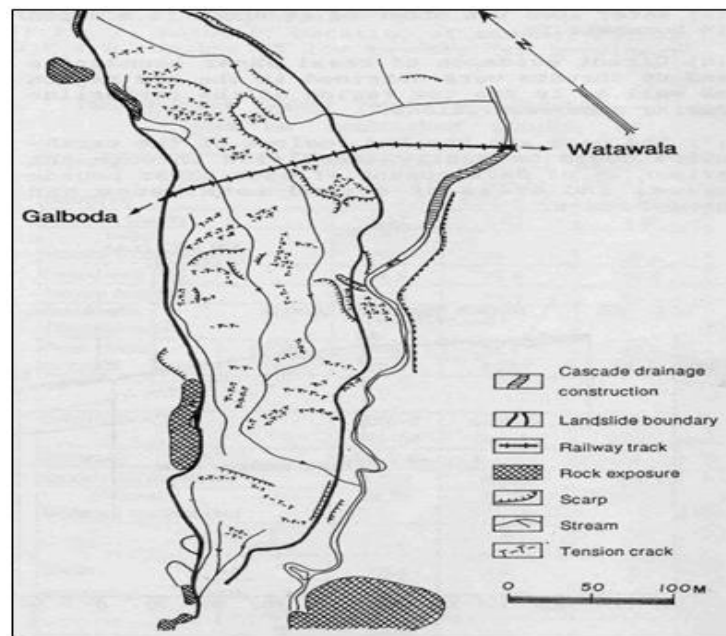 N
Watawala
Galboda
Cascade drainage
construction
Landslide boundary
Railway track
Rock exposure
Scarp
Stream
Tension crack
0 50 100M